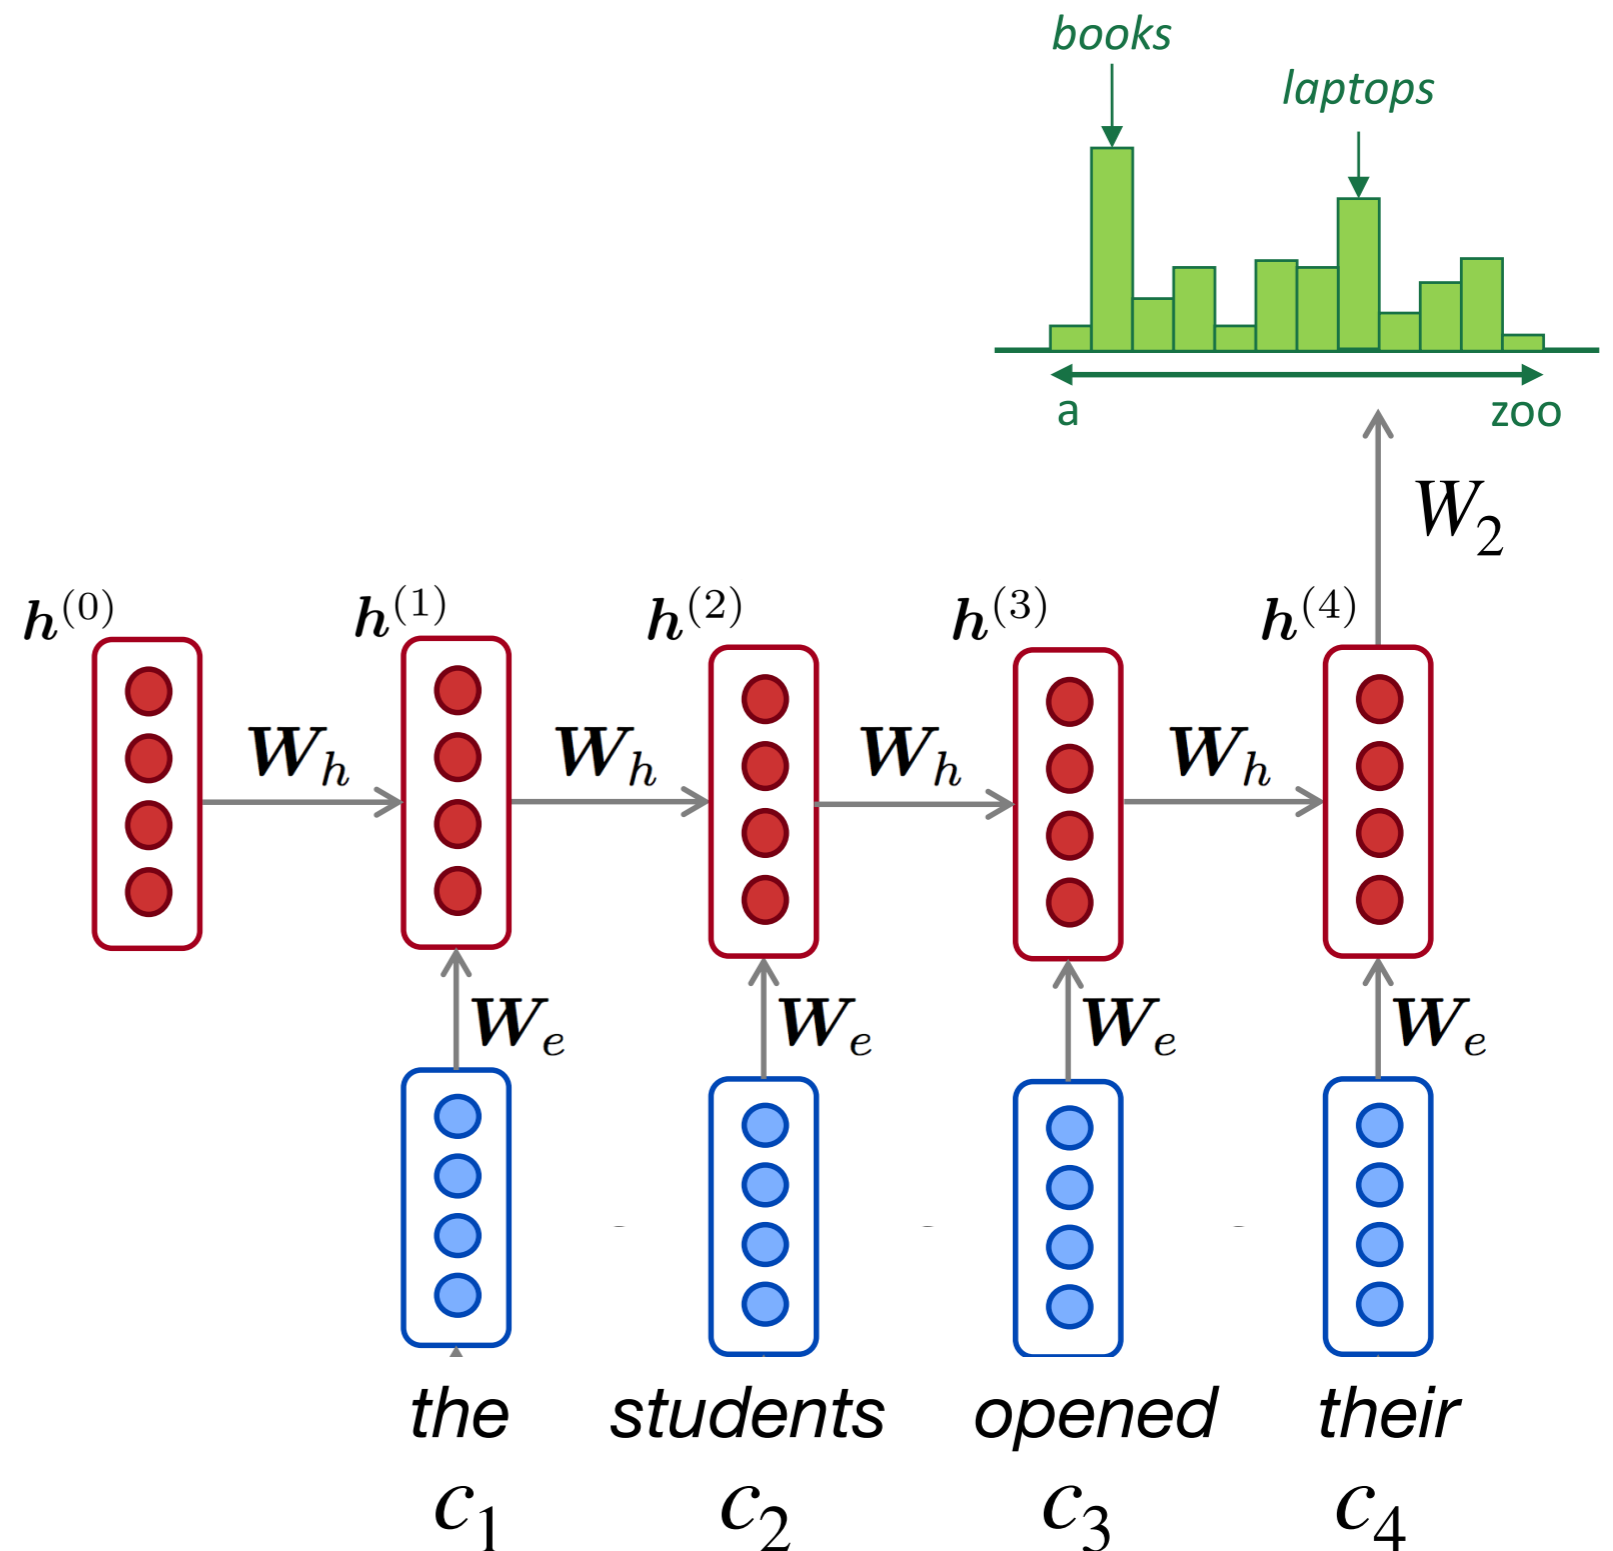 books
laptops
a zoo
W₂
h⁽⁰⁾ h⁽¹⁾ h⁽²⁾ h⁽³⁾ h⁽⁴⁾
Wₕ Wₕ Wₕ Wₕ
Wₑ Wₑ Wₑ Wₑ
the students opened their
c₁ c₂ c₃ c₄